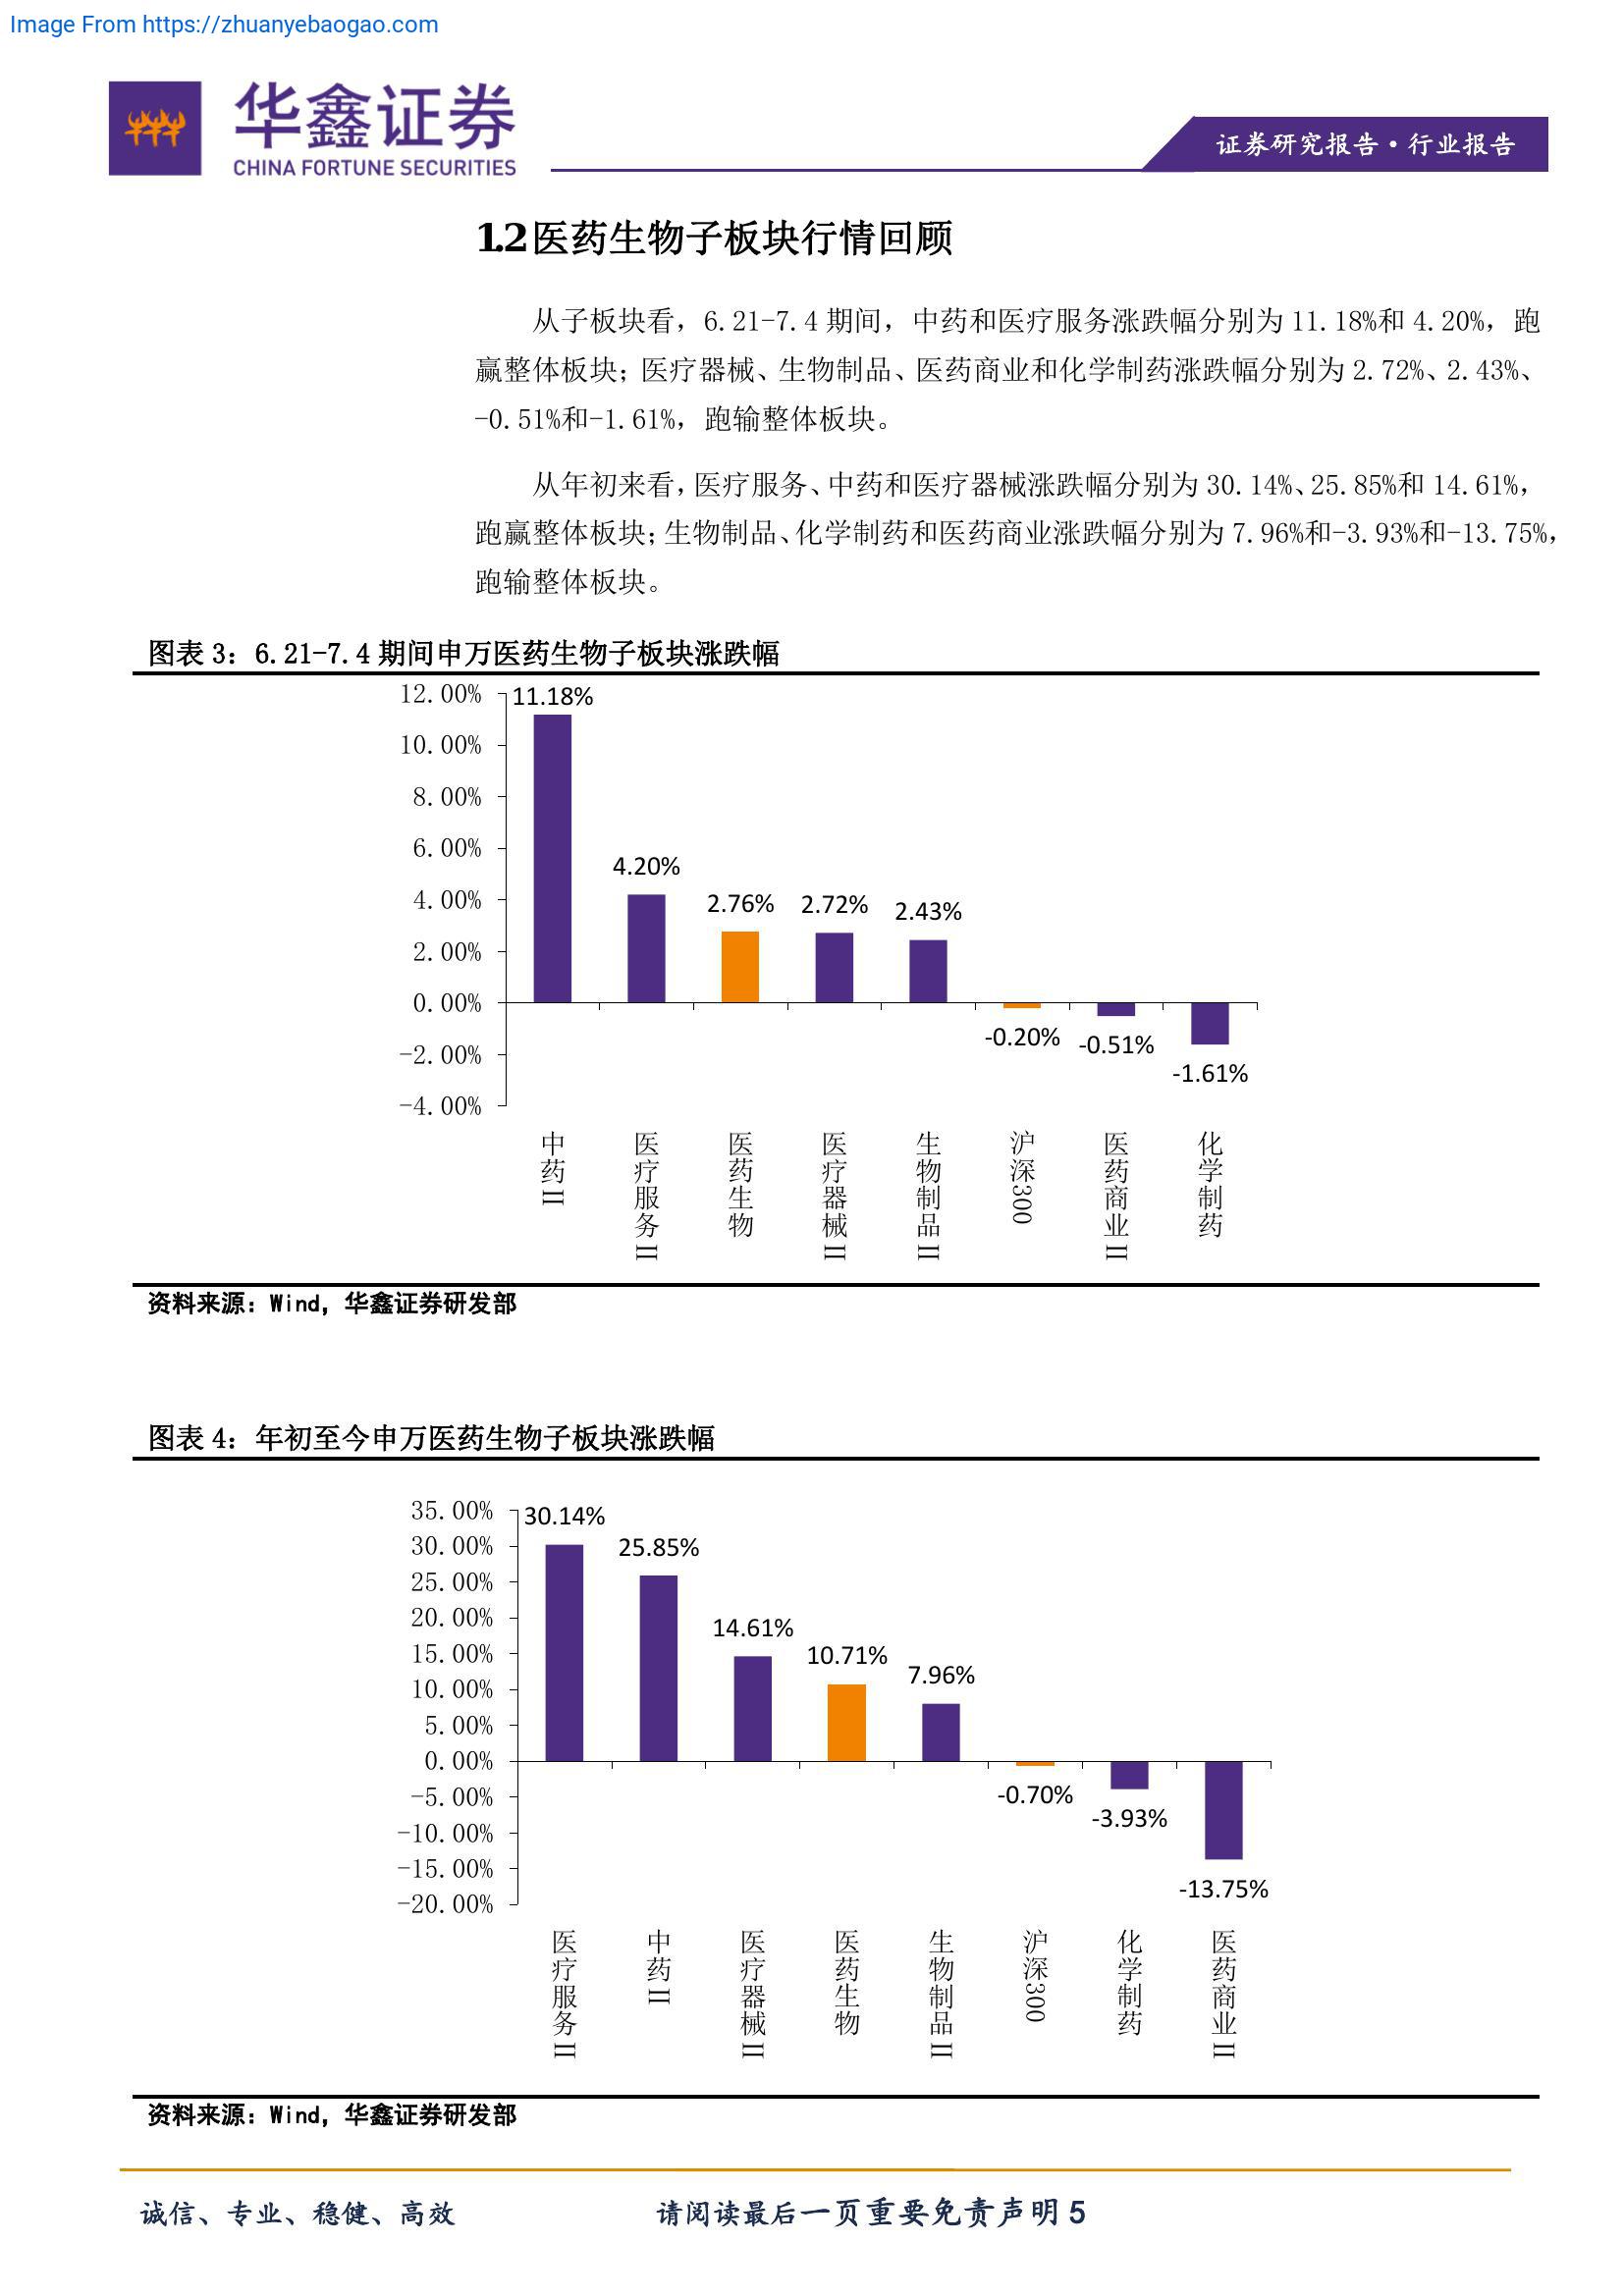 Image From https://zhuanyebaogao.com
华鑫证券
CHINA FORTUNE SECURITIES
证券研究报告·行业报告
1.2 医药生物子板块行情回顾
从子板块看，6.21-7.4 期间，中药和医疗服务涨跌幅分别为 11.18%和 4.20%，跑
赢整体板块；医疗器械、生物制品、医药商业和化学制药涨跌幅分别为 2.72%、2.43%、
-0.51%和-1.61%，跑输整体板块。
从年初来看，医疗服务、中药和医疗器械涨跌幅分别为 30.14%、25.85%和 14.61%，
跑赢整体板块；生物制品、化学制药和医药商业涨跌幅分别为 7.96%和-3.93%和-13.75%，
跑输整体板块。
图表 3：6.21-7.4 期间申万医药生物子板块涨跌幅
12.00%
10.00%
8.00%
6.00%
4.00%
2.00%
0.00%
-2.00%
-4.00%
11.18%
4.20%
2.76%
2.72%
2.43%
-0.20%
-0.51%
-1.61%
中药Ⅱ
医疗服务Ⅱ
医药生物
医疗器械Ⅱ
生物制品Ⅱ
沪深300
医药商业Ⅱ
化学制药
资料来源：Wind，华鑫证券研发部
图表 4：年初至今申万医药生物子板块涨跌幅
35.00%
30.00%
25.00%
20.00%
15.00%
10.00%
5.00%
0.00%
-5.00%
-10.00%
-15.00%
-20.00%
30.14%
25.85%
14.61%
10.71%
7.96%
-0.70%
-3.93%
-13.75%
医疗服务Ⅱ
中药Ⅱ
医疗器械Ⅱ
医药生物
生物制品Ⅱ
沪深300
化学制药
医药商业Ⅱ
资料来源：Wind，华鑫证券研发部
诚信、专业、稳健、高效
请阅读最后一页重要免责声明 5